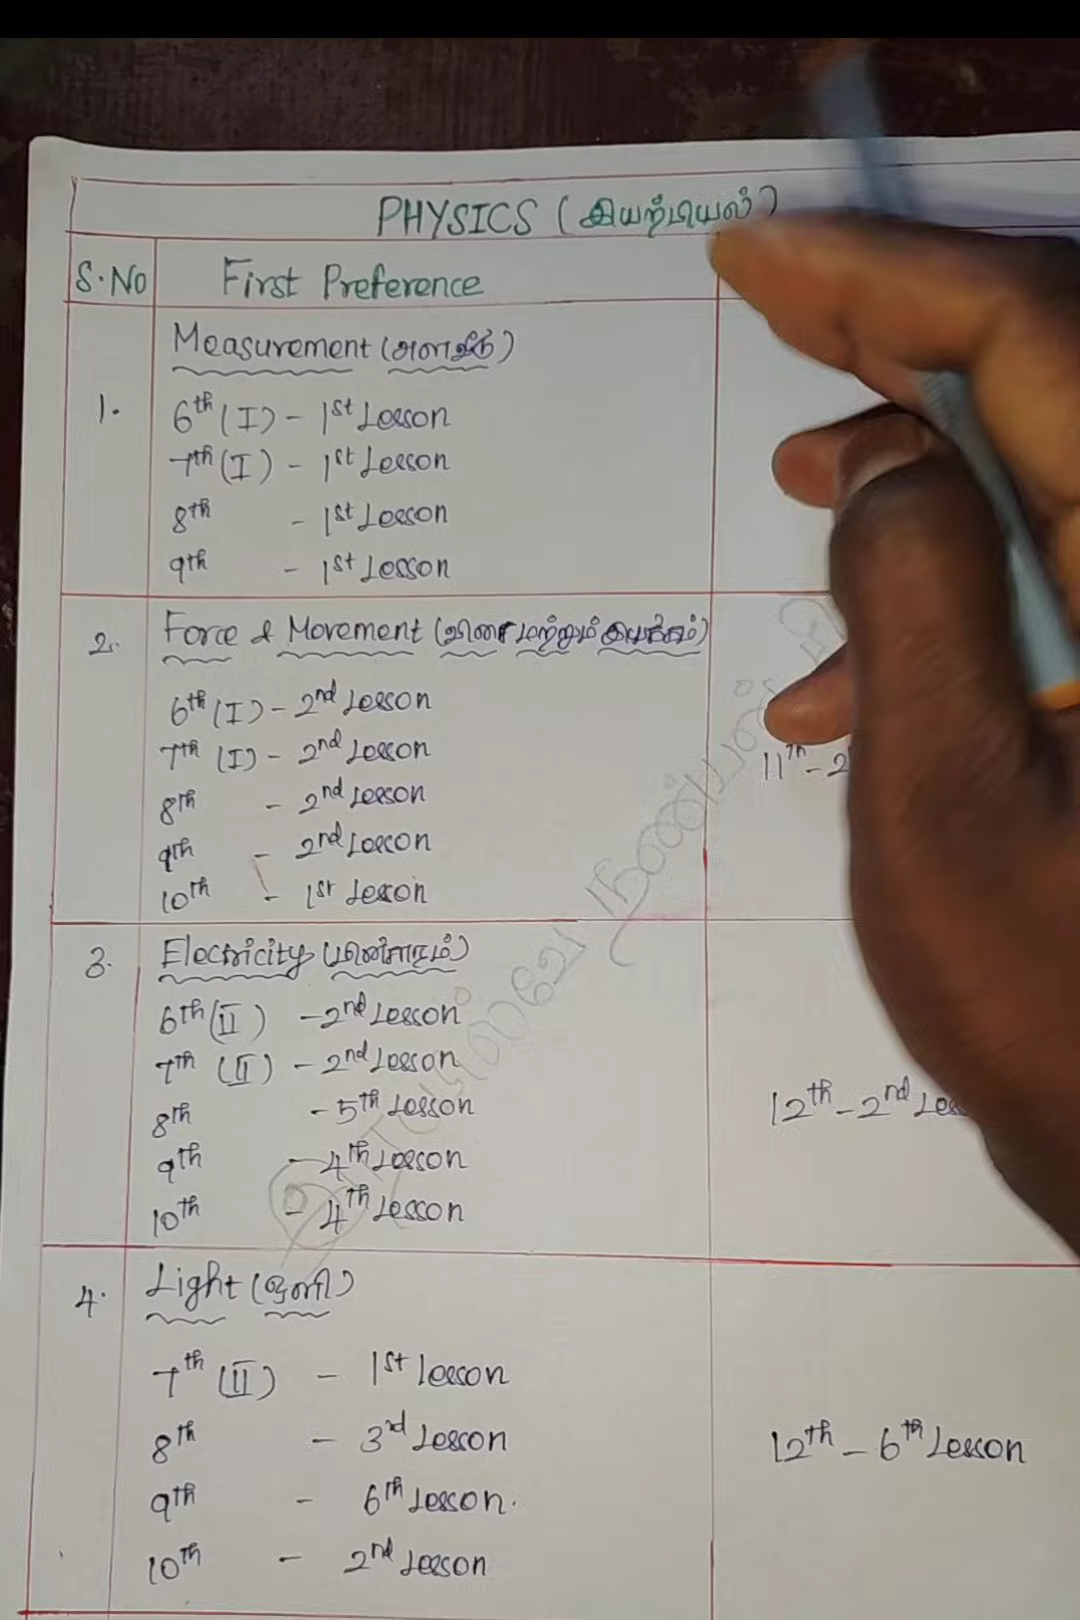 PHYSICS (இயற்பியல்)
S.No First Preference
Measurement (அளவீடு)
1. 6th (I) - 1st Lesson
7th (I) - 1st Lesson
8th - 1st Lesson
9th - 1st Lesson
2. Force & Movement (விசை மற்றும் இயக்கம்)
6th (I) - 2nd Lesson
7th (I) - 2nd Lesson 11th - 2
8th - 2nd Lesson
9th - 2nd Lesson
10th - 1st Lesson
3. Electricity (மின்சாரம்)
6th (II) - 2nd Lesson
7th (II) - 2nd Lesson
8th - 5th Lesson 12th - 2nd
9th - 4th Lesson
10th - 4th Lesson
4. Light (ஒளி)
7th (II) - 1st Lesson
8th - 3rd Lesson 12th - 6th Lesson
9th - 6th Lesson.
10th - 2nd Lesson